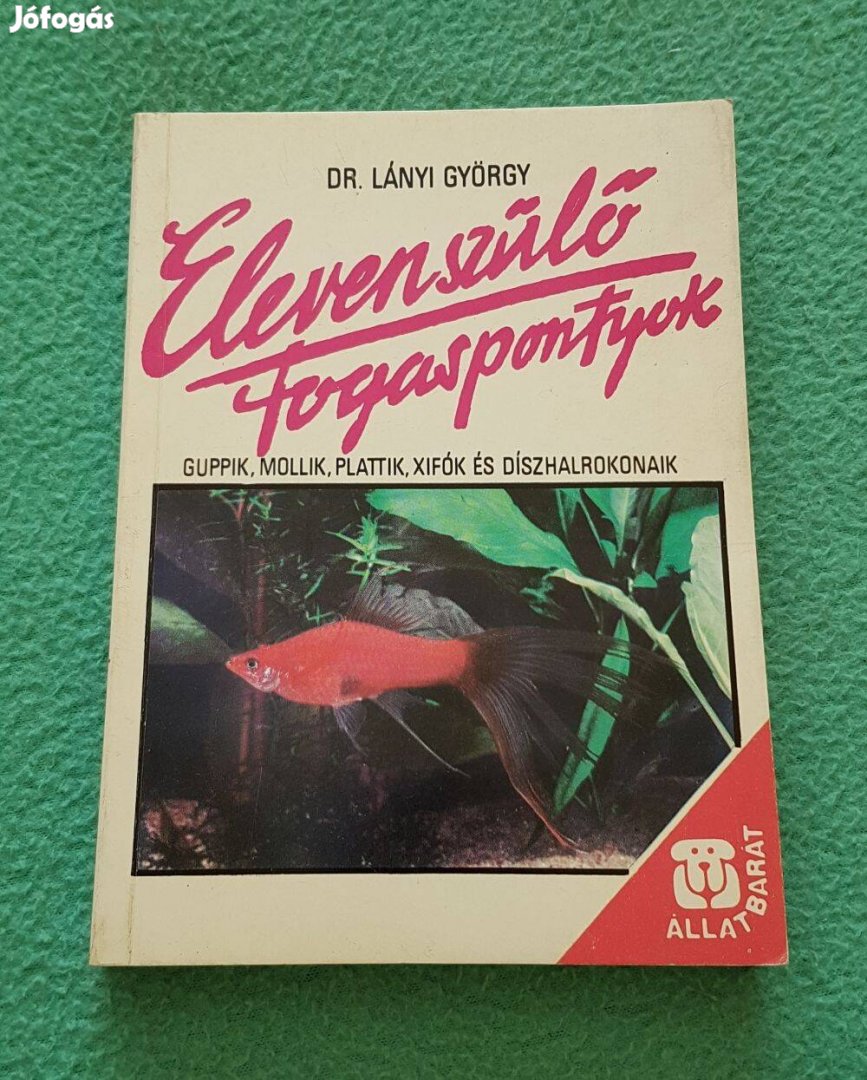 Jófogás
DR. LÁNYI GYÖRGY
Elevenszülő
fogaspontyok
GUPPIK, MOLLIK, PLATTIK, XIFÓK ÉS DÍSZHALROKONAIK
ÁLLATBARÁT